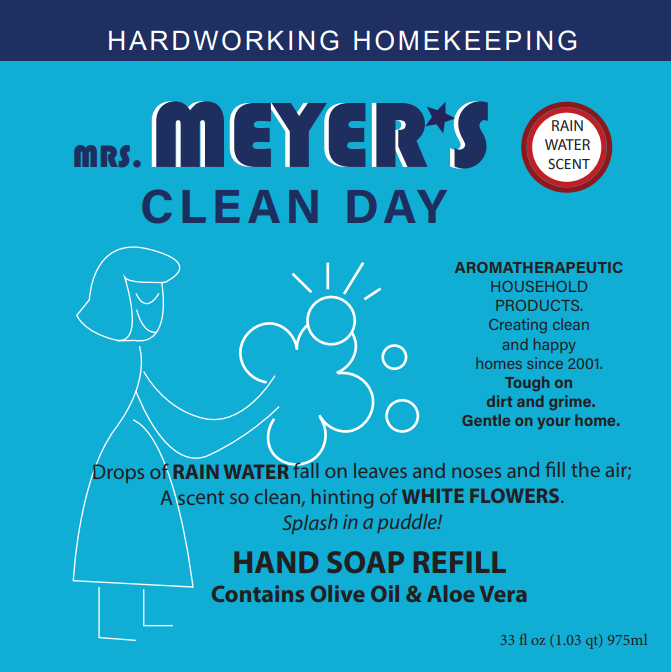 HARDWORKING HOMEKEEPING
MRS. MEYER'S
CLEAN DAY
RAIN
WATER
SCENT
AROMATHERAPEUTIC
HOUSEHOLD
PRODUCTS.
Creating clean
and happy
homes since 2001.
Tough on
dirt and grime.
Gentle on your home.
Drops of RAIN WATER fall on leaves and noses and fill the air;
A scent so clean, hinting of WHITE FLOWERS.
Splash in a puddle!
HAND SOAP REFILL
Contains Olive Oil & Aloe Vera
33 fl oz (1.03 qt) 975ml